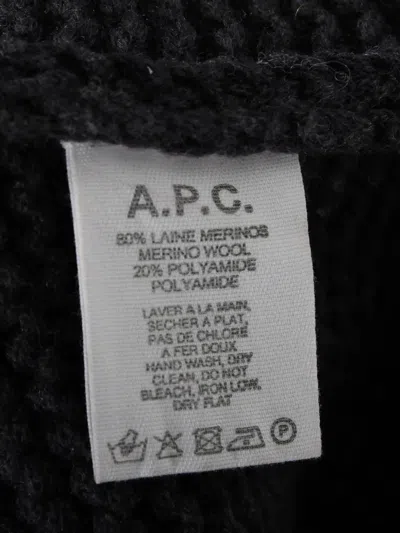 A.P.C.
80% LAINE MERINOS
MERINO WOOL
20% POLYAMIDE
POLYAMIDE
LAVER A LA MAIN,
SECHER A PLAT,
PAS DE CHLORE
A FER DOUX
HAND WASH, DRY
CLEAN, DO NOT
BLEACH, IRON LOW,
DRY FLAT
P